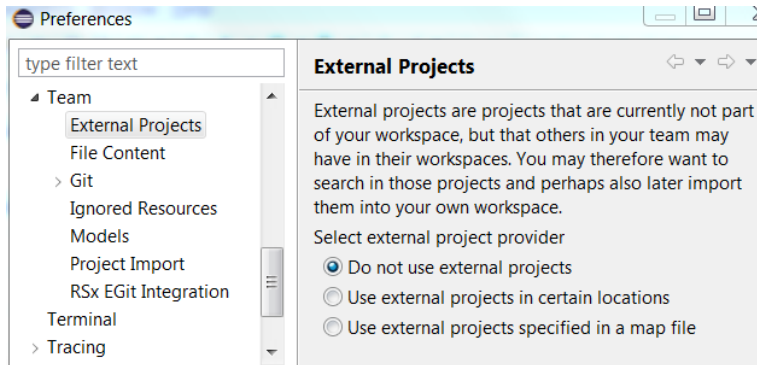 Preferences
type filter text
Team
External Projects
File Content
Git
Ignored Resources
Models
Project Import
RSx EGit Integration
Terminal
Tracing
External Projects
External projects are projects that are currently not part
of your workspace, but that others in your team may
have in their workspaces. You may therefore want to
search in those projects and perhaps also later import
them into your own workspace.
Select external project provider
Do not use external projects
Use external projects in certain locations
Use external projects specified in a map file